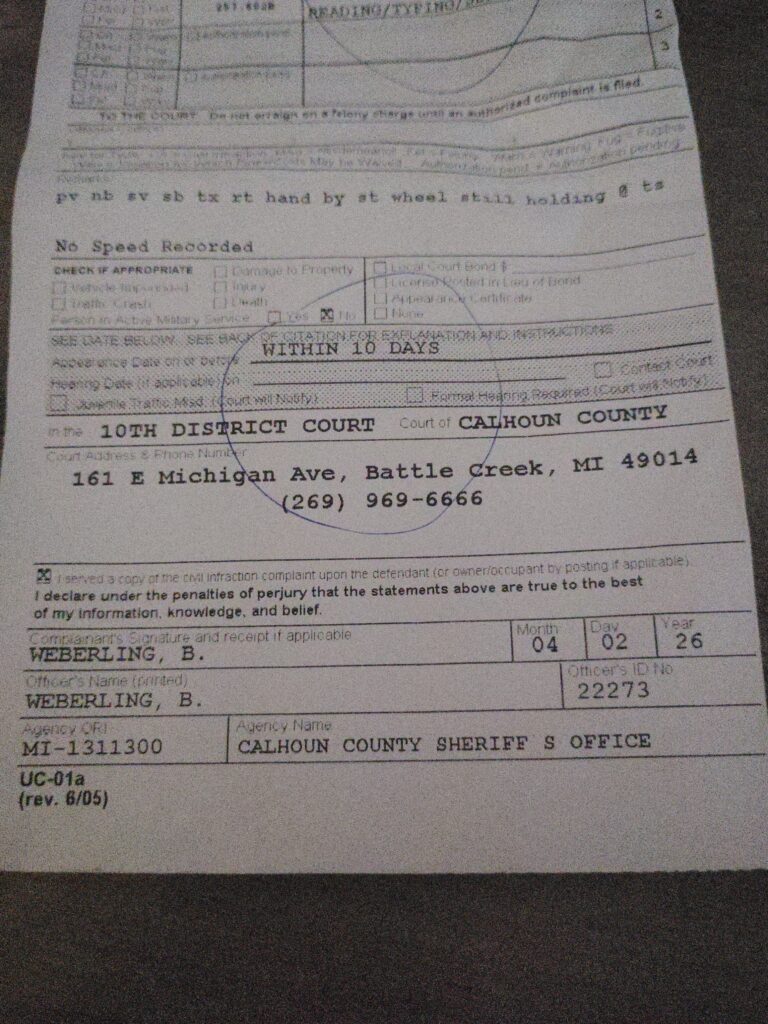 READING/TYPING/
2
3
TO THE COURT: Do not arraign on a felony charge until an authorized complaint is filed.
Remarks
pv nb sv sb tx rt hand by st wheel still holding @ ts
No Speed Recorded
CHECK IF APPROPRIATE
Damage to Property
Local Court Bond $
Vehicle Impounded
Injury
License Posted in Lieu of Bond
Traffic Crash
Death
Appearance Certificate
Person in Active Military Service
Yes
No
None
SEE DATE BELOW. SEE BACK OF CITATION FOR EXPLANATION AND INSTRUCTIONS
Appearance Date on or before WITHIN 10 DAYS
Hearing Date (if applicable) on
Contact Court
Juvenile Traffic Misd. (Court will Notify)
Formal Hearing Required (Court will Notify)
In the 10TH DISTRICT COURT Court of CALHOUN COUNTY
Court Address & Phone Number
161 E Michigan Ave, Battle Creek, MI 49014
(269) 969-6666
I served a copy of the civil infraction complaint upon the defendant (or owner/occupant by posting if applicable)
I declare under the penalties of perjury that the statements above are true to the best
of my information, knowledge, and belief.
Complainant's Signature and receipt if applicable
Month
Day
Year
WEBERLING, B.
04
02
26
Officer's Name (printed)
Officer's ID No
WEBERLING, B.
22273
Agency ORI
Agency Name
MI-1311300
CALHOUN COUNTY SHERIFF S OFFICE
UC-01a
(rev. 6/05)